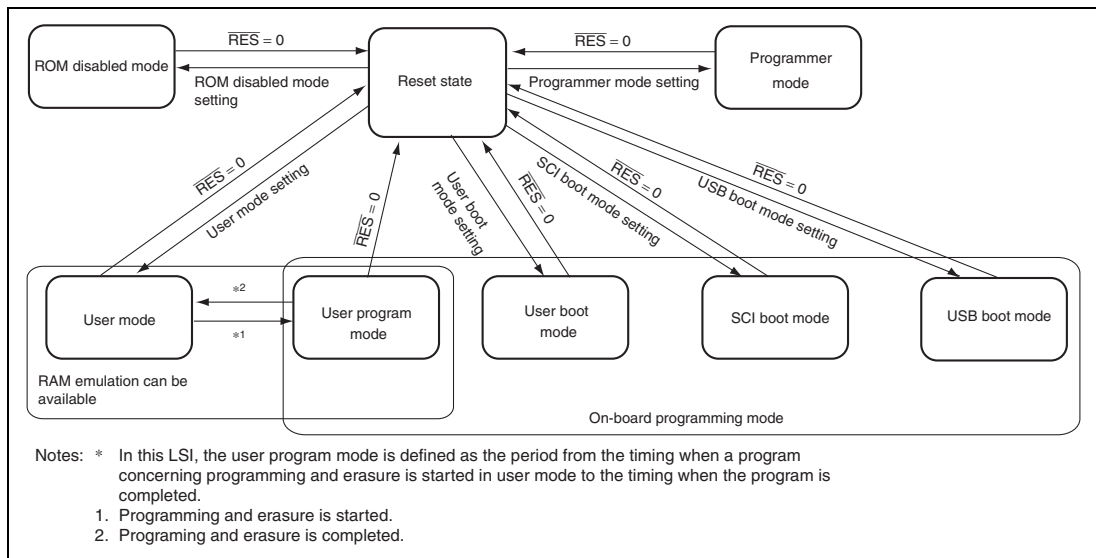 ROM disabled mode
RES = 0
ROM disabled mode
setting
Reset state
RES = 0
Programmer mode setting
Programmer
mode
RES = 0
User mode setting
RES = 0
User boot
mode setting
RES = 0
SCI boot mode setting
RES = 0
USB boot mode setting
RES = 0
User mode
*2
*1
User program
mode
User boot
mode
SCI boot mode
USB boot mode
RAM emulation can be
available
On-board programming mode
Notes: * In this LSI, the user program mode is defined as the period from the timing when a program
concerning programming and erasure is started in user mode to the timing when the program is
completed.
1. Programming and erasure is started.
2. Programing and erasure is completed.